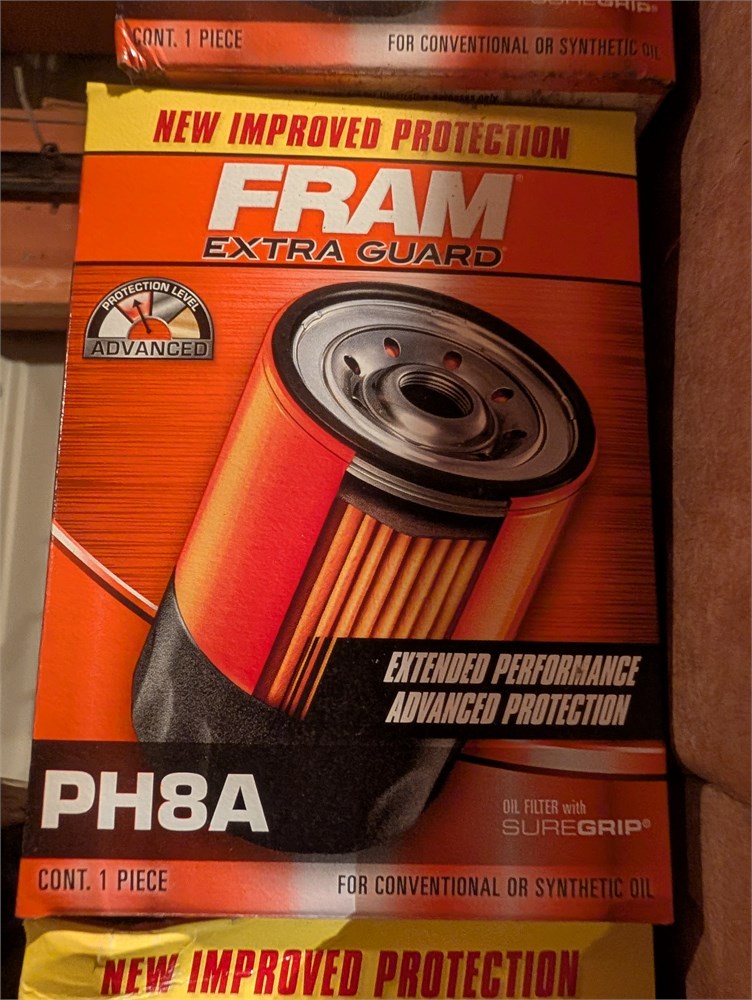 SUREGRIP®
CONT. 1 PIECE
FOR CONVENTIONAL OR SYNTHETIC OIL
NEW IMPROVED PROTECTION
FRAM®
EXTRA GUARD®
PROTECTION LEVEL
ADVANCED
EXTENDED PERFORMANCE
ADVANCED PROTECTION
PH8A
OIL FILTER with
SUREGRIP®
CONT. 1 PIECE
FOR CONVENTIONAL OR SYNTHETIC OIL
NEW IMPROVED PROTECTION